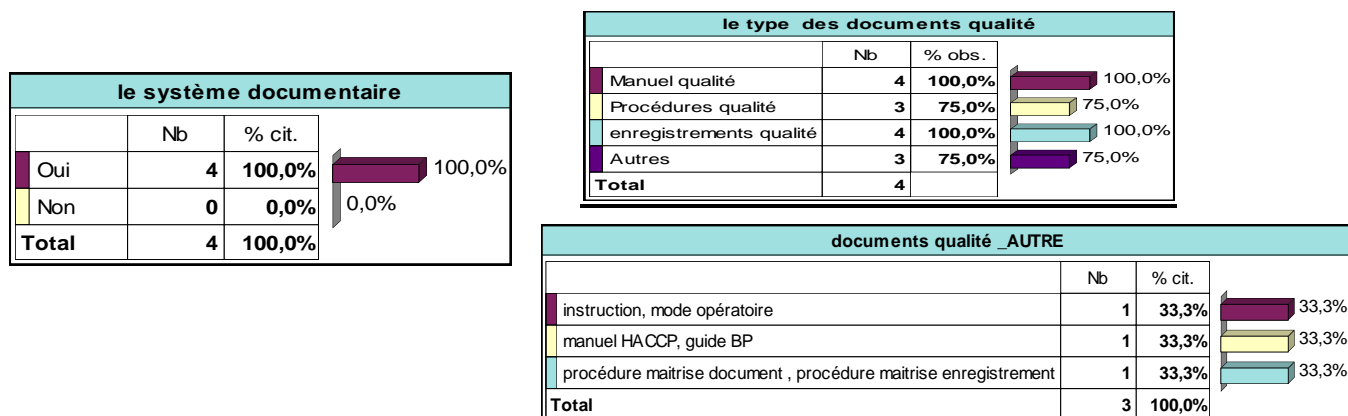 le système documentaire
Nb % cit.
Oui 4 100,0% 100,0%
Non 0 0,0% 0,0%
Total 4 100,0%
le type des documents qualité
Nb % obs.
Manuel qualité 4 100,0% 100,0%
Procédures qualité 3 75,0% 75,0%
enregistrements qualité 4 100,0% 100,0%
Autres 3 75,0% 75,0%
Total 4
documents qualité _AUTRE
Nb % cit.
instruction, mode opératoire 1 33,3% 33,3%
manuel HACCP, guide BP 1 33,3% 33,3%
procédure maitrise document , procédure maitrise enregistrement 1 33,3% 33,3%
Total 3 100,0%